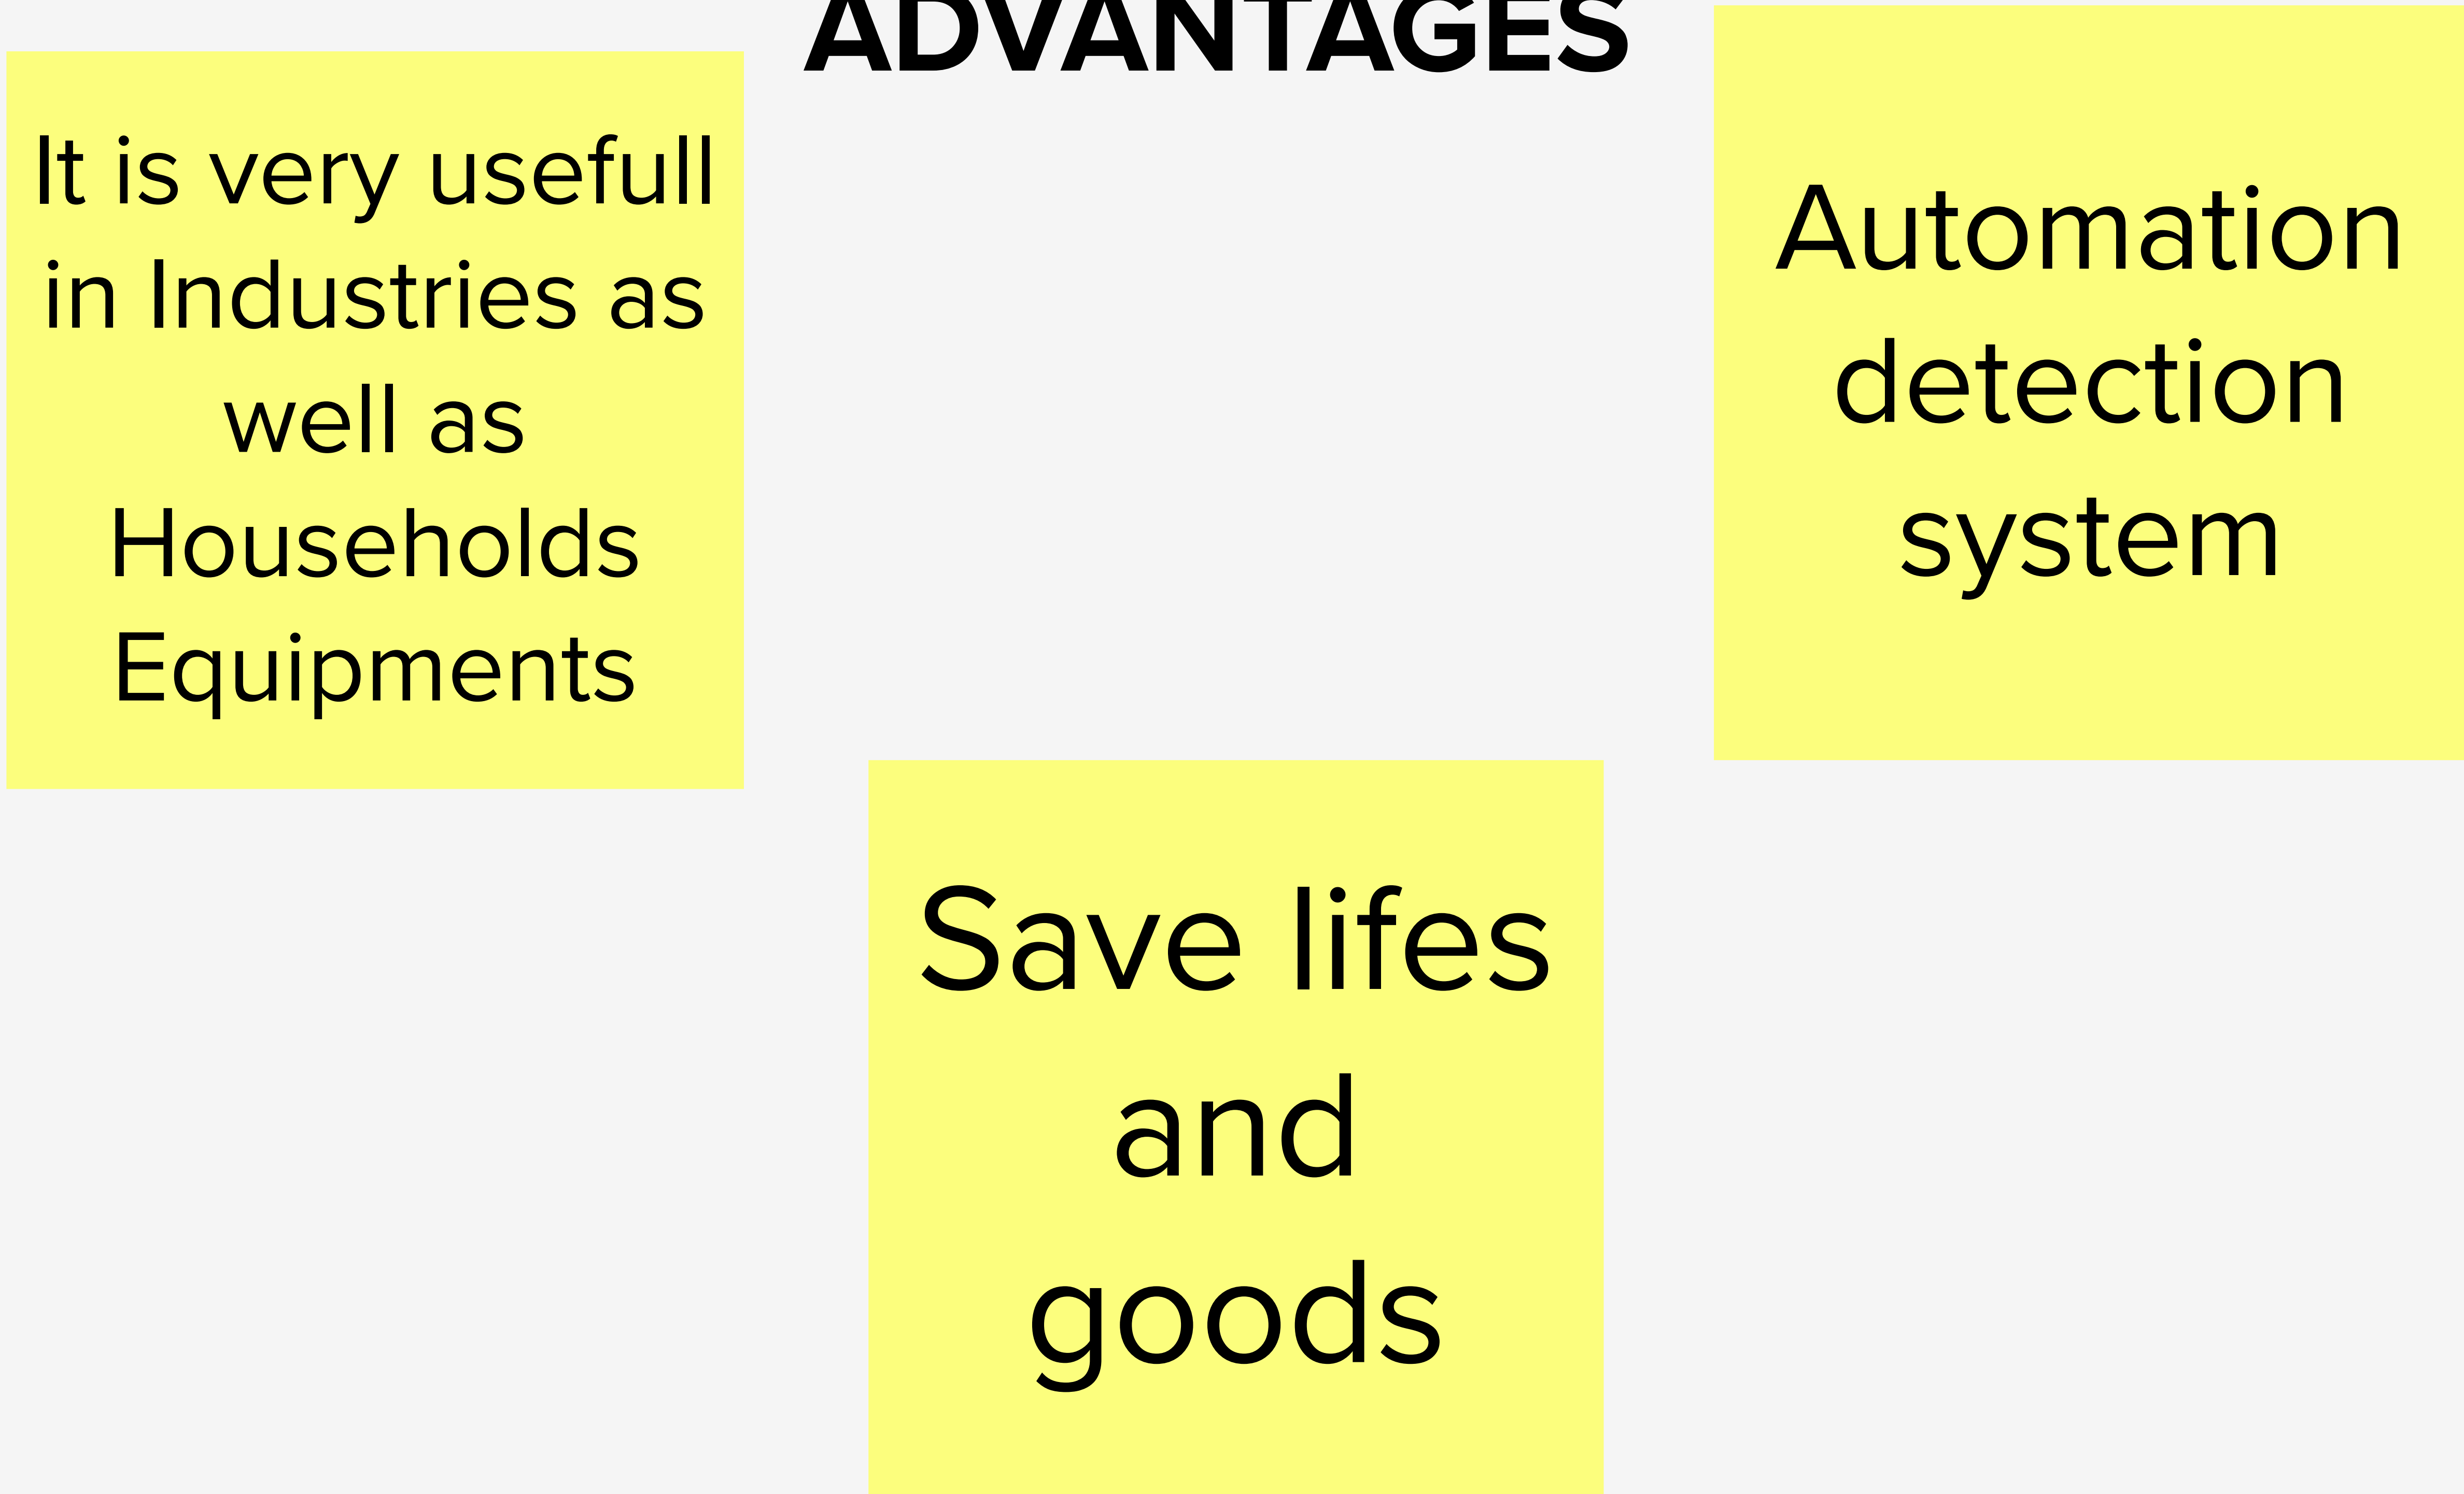 ADVANTAGES
It is very usefull
in Industries as
well as
Households
Equipments
Automation
detection
system
Save lifes
and
goods